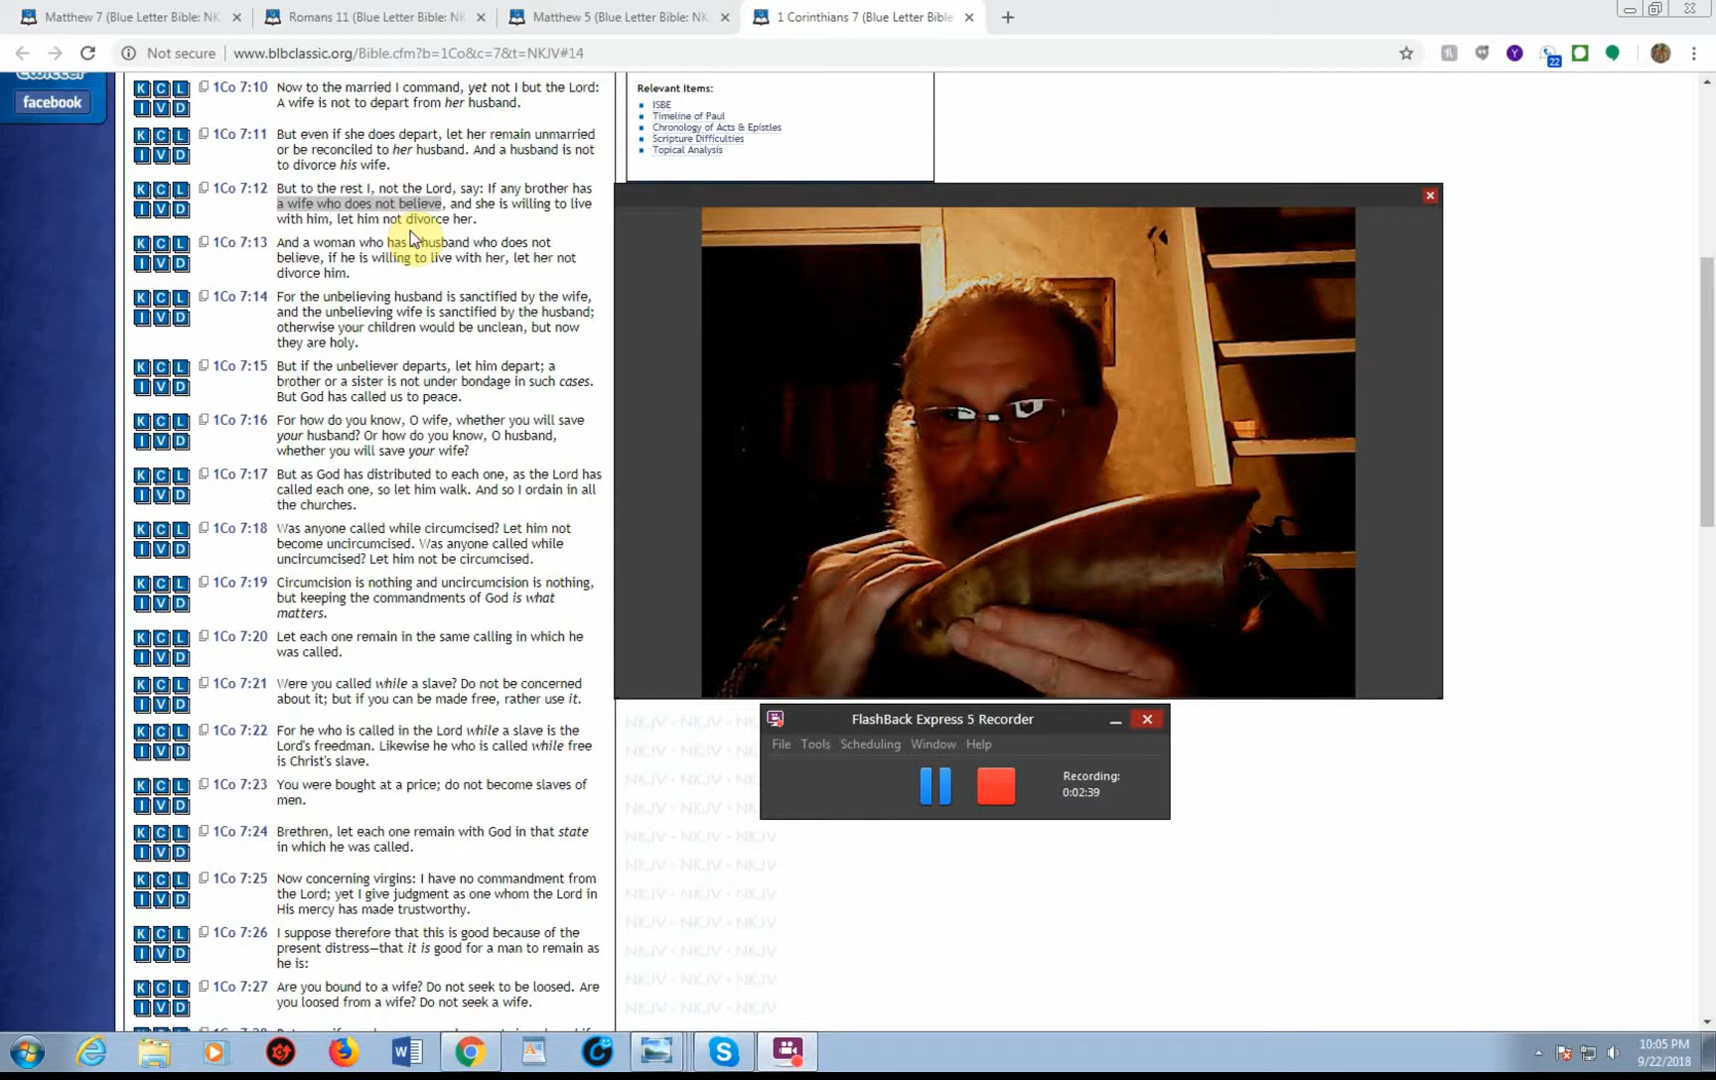 Matthew 7 (Blue Letter Bible: NK
Romans 11 (Blue Letter Bible: NK
Matthew 5 (Blue Letter Bible: NK
1 Corinthians 7 (Blue Letter Bible
Not secure
www.blbclassic.org/Bible.cfm?b=1Co&c=7&t=NKJV#14
Y
22
twitter
facebook
K C L 1Co 7:10 Now to the married I command, yet not I but the Lord:
I V D A wife is not to depart from her husband.
K C L 1Co 7:11 But even if she does depart, let her remain unmarried
I V D or be reconciled to her husband. And a husband is not
to divorce his wife.
K C L 1Co 7:12 But to the rest I, not the Lord, say: If any brother has
I V D a wife who does not believe, and she is willing to live
with him, let him not divorce her.
K C L 1Co 7:13 And a woman who has a husband who does not
I V D believe, if he is willing to live with her, let her not
divorce him.
K C L 1Co 7:14 For the unbelieving husband is sanctified by the wife,
I V D and the unbelieving wife is sanctified by the husband;
otherwise your children would be unclean, but now
they are holy.
K C L 1Co 7:15 But if the unbeliever departs, let him depart; a
I V D brother or a sister is not under bondage in such cases.
But God has called us to peace.
K C L 1Co 7:16 For how do you know, O wife, whether you will save
I V D your husband? Or how do you know, O husband,
whether you will save your wife?
K C L 1Co 7:17 But as God has distributed to each one, as the Lord has
I V D called each one, so let him walk. And so I ordain in all
the churches.
K C L 1Co 7:18 Was anyone called while circumcised? Let him not
I V D become uncircumcised. Was anyone called while
uncircumcised? Let him not be circumcised.
K C L 1Co 7:19 Circumcision is nothing and uncircumcision is nothing,
I V D but keeping the commandments of God is what
matters.
K C L 1Co 7:20 Let each one remain in the same calling in which he
I V D was called.
K C L 1Co 7:21 Were you called while a slave? Do not be concerned
I V D about it; but if you can be made free, rather use it.
K C L 1Co 7:22 For he who is called in the Lord while a slave is the
I V D Lord's freedman. Likewise he who is called while free
is Christ's slave.
K C L 1Co 7:23 You were bought at a price; do not become slaves of
I V D men.
K C L 1Co 7:24 Brethren, let each one remain with God in that state
I V D in which he was called.
K C L 1Co 7:25 Now concerning virgins: I have no commandment from
I V D the Lord; yet I give judgment as one whom the Lord in
His mercy has made trustworthy.
K C L 1Co 7:26 I suppose therefore that this is good because of the
I V D present distress—that it is good for a man to remain as
he is:
K C L 1Co 7:27 Are you bound to a wife? Do not seek to be loosed. Are
I V D you loosed from a wife? Do not seek a wife.
Relevant Items:
ISBE
Timeline of Paul
Chronology of Acts & Epistles
Scripture Difficulties
Topical Analysis
FlashBack Express 5 Recorder
File Tools Scheduling Window Help
Recording:
0:02:39
NKJV • NKJV • NK
NKJV • NKJV • NKJV
NKJV • NKJV • NKJV
NKJV • NKJV • NKJV
NKJV • NKJV • NKJV
NKJV • NKJV • NKJV
NKJV • NKJV • NKJV
10:05 PM
9/22/2018